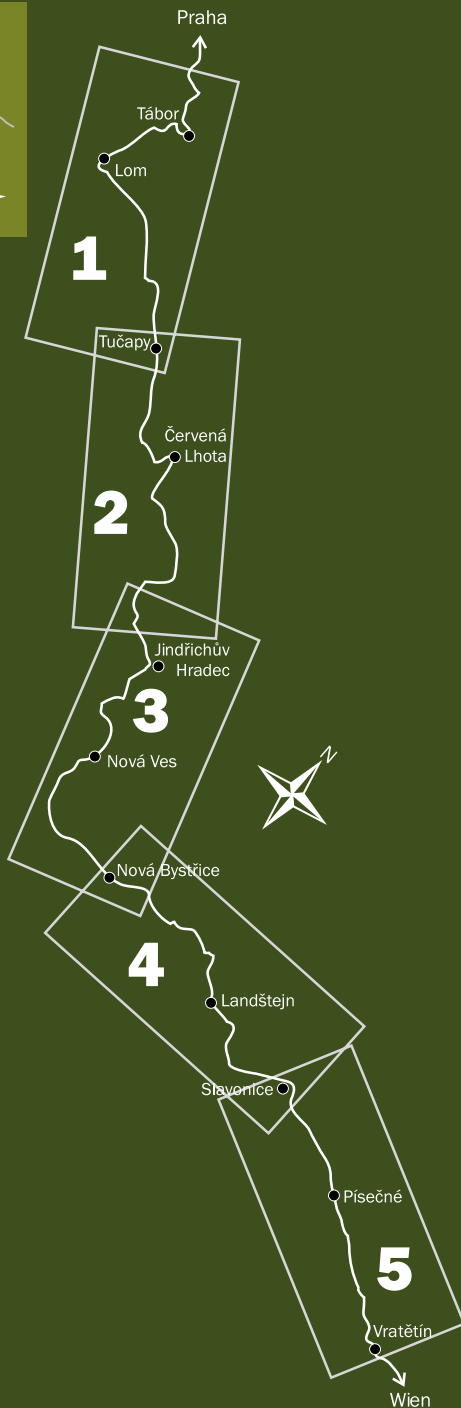 Praha
Tábor
Lom
1
Tučapy
Červená
Lhota
2
Jindřichův
Hradec
3
Nová Ves
N
Nová Bystřice
4
Landštejn
Slavonice
Písečné
5
Vratětín
Wien